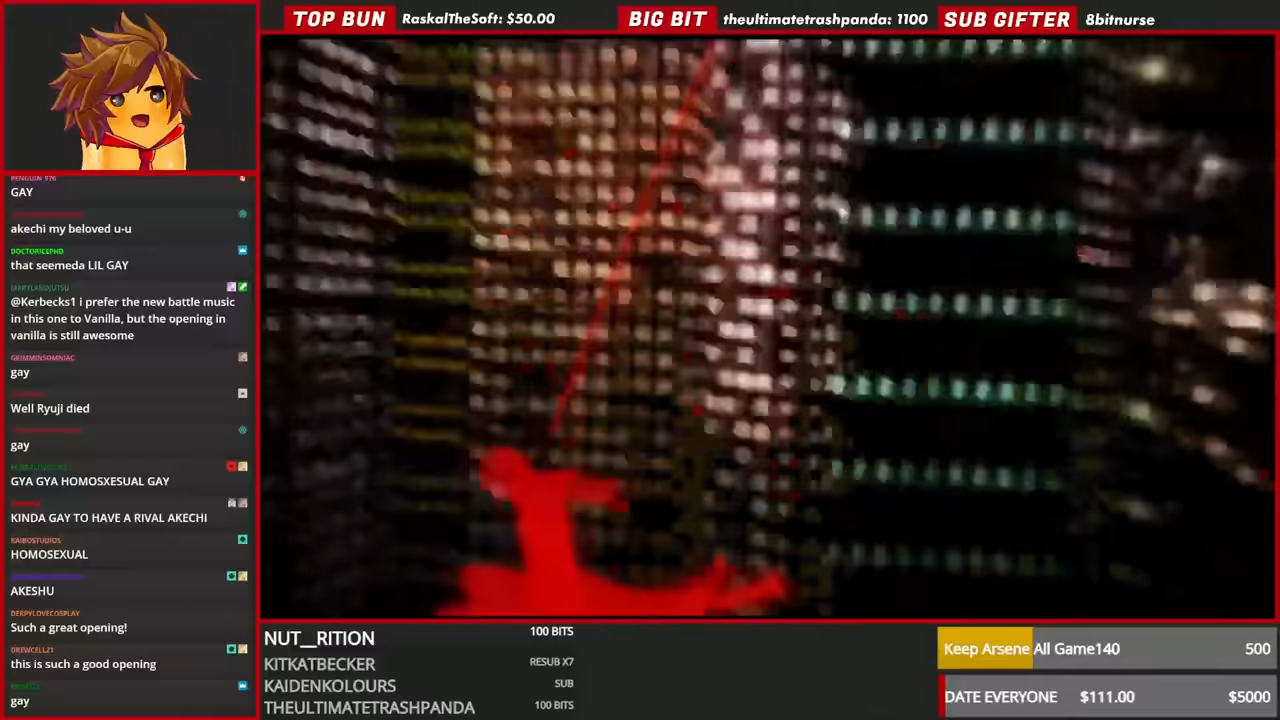 TOP BUN RaskalTheSoft: $50.00 BIG BIT theultimatetrashpanda: 1100 SUB GIFTER 8bitnurse
GAY
akechi my beloved u-u
DOCTORICEPHD
that seemeda LIL GAY
@Kerbecks1 i prefer the new battle music
in this one to Vanilla, but the opening in
vanilla is still awesome
GRIMMINSOMNIAC
gay
Well Ryuji died
gay
GYA GYA HOMOSXESUAL GAY
KINDA GAY TO HAVE A RIVAL AKECHI
KAIBOSTUDIOS
HOMOSEXUAL
AKESHU
DERPYLOVECOSPLAY
Such a great opening!
DREWCELL21
this is such a good opening
gay
NUT__RITION 100 BITS
KITKATBECKER RESUB X7
KAIDENKOLOURS SUB
THEULTIMATETRASHPANDA 100 BITS
Keep Arsene All Game140 500
DATE EVERYONE $111.00 $5000